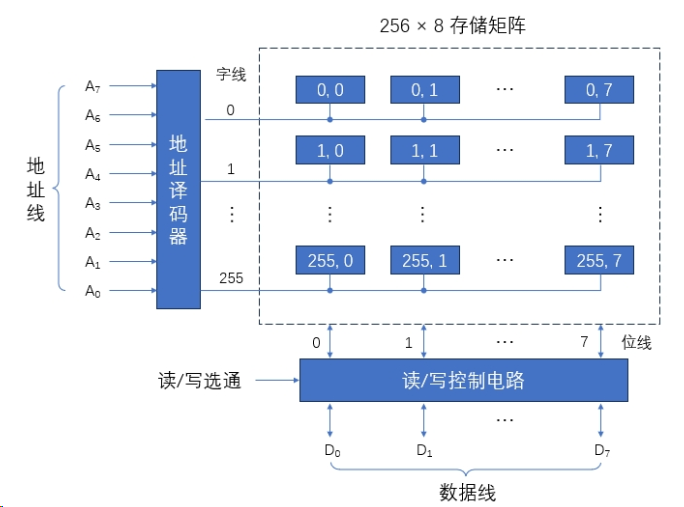 256 × 8 存储矩阵
字线
地址线
A₇
A₆
A₅
A₄
A₃
A₂
A₁
A₀
地址译码器
0
1
⋮
255
0, 0 0, 1 ··· 0, 7
1, 0 1, 1 ··· 1, 7
⋮ ⋮ ⋮
255, 0 255, 1 ··· 255, 7
0 1 ··· 7 位线
读/写选通
读/写控制电路
···
D₀ D₁ D₇
数据线